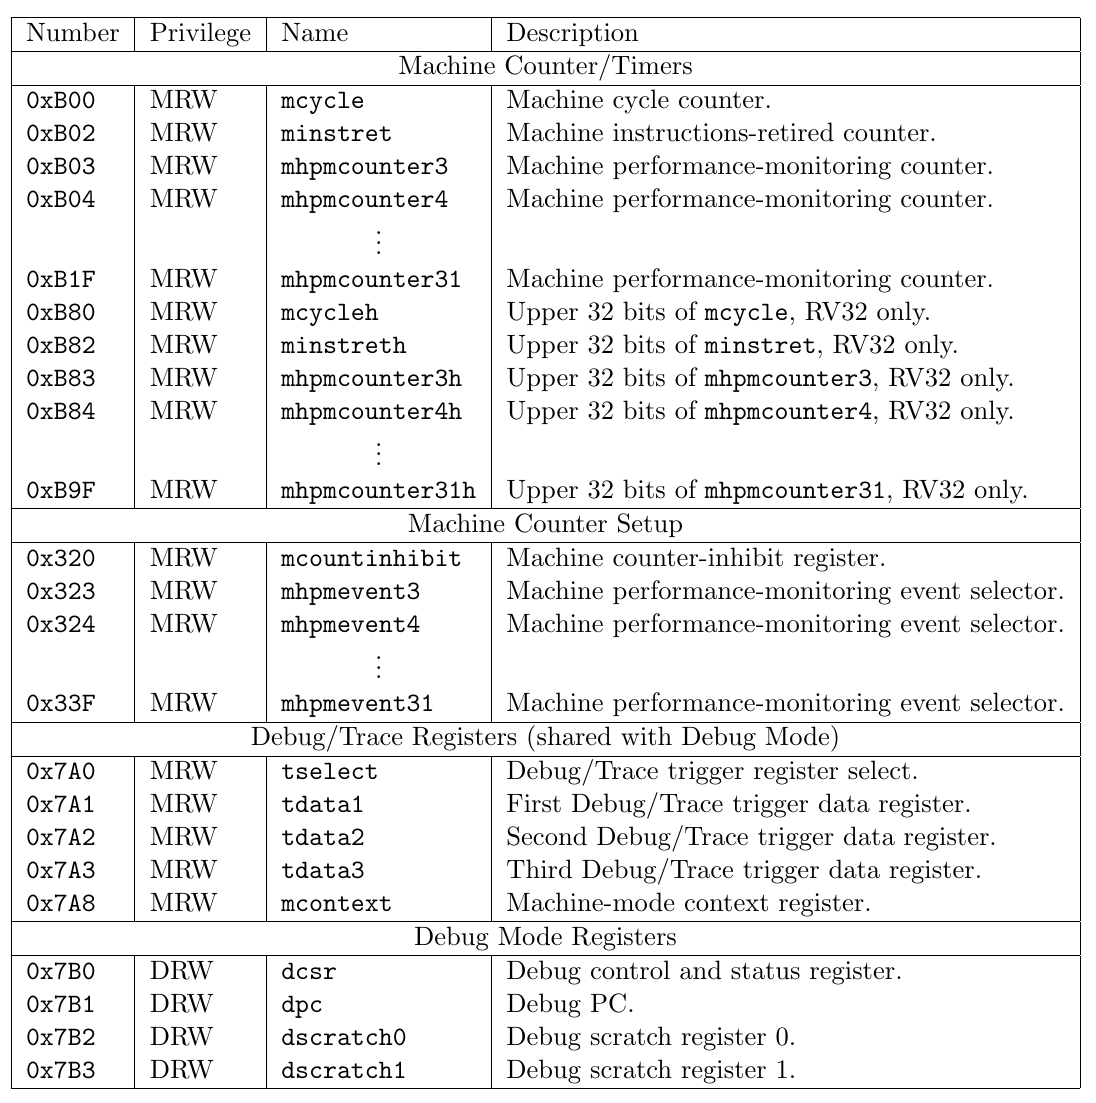 Number Privilege Name Description
Machine Counter/Timers
0xB00 MRW mcycle Machine cycle counter.
0xB02 MRW minstret Machine instructions-retired counter.
0xB03 MRW mhpmcounter3 Machine performance-monitoring counter.
0xB04 MRW mhpmcounter4 Machine performance-monitoring counter.
⋮
0xB1F MRW mhpmcounter31 Machine performance-monitoring counter.
0xB80 MRW mcycleh Upper 32 bits of mcycle, RV32 only.
0xB82 MRW minstreth Upper 32 bits of minstret, RV32 only.
0xB83 MRW mhpmcounter3h Upper 32 bits of mhpmcounter3, RV32 only.
0xB84 MRW mhpmcounter4h Upper 32 bits of mhpmcounter4, RV32 only.
⋮
0xB9F MRW mhpmcounter31h Upper 32 bits of mhpmcounter31, RV32 only.
Machine Counter Setup
0x320 MRW mcountinhibit Machine counter-inhibit register.
0x323 MRW mhpmevent3 Machine performance-monitoring event selector.
0x324 MRW mhpmevent4 Machine performance-monitoring event selector.
⋮
0x33F MRW mhpmevent31 Machine performance-monitoring event selector.
Debug/Trace Registers (shared with Debug Mode)
0x7A0 MRW tselect Debug/Trace trigger register select.
0x7A1 MRW tdata1 First Debug/Trace trigger data register.
0x7A2 MRW tdata2 Second Debug/Trace trigger data register.
0x7A3 MRW tdata3 Third Debug/Trace trigger data register.
0x7A8 MRW mcontext Machine-mode context register.
Debug Mode Registers
0x7B0 DRW dcsr Debug control and status register.
0x7B1 DRW dpc Debug PC.
0x7B2 DRW dscratch0 Debug scratch register 0.
0x7B3 DRW dscratch1 Debug scratch register 1.